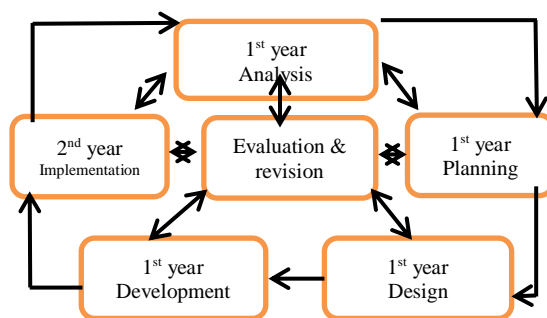 1st year
Analysis
2nd year
Implementation
Evaluation &
revision
1st year
Planning
1st year
Development
1st year
Design